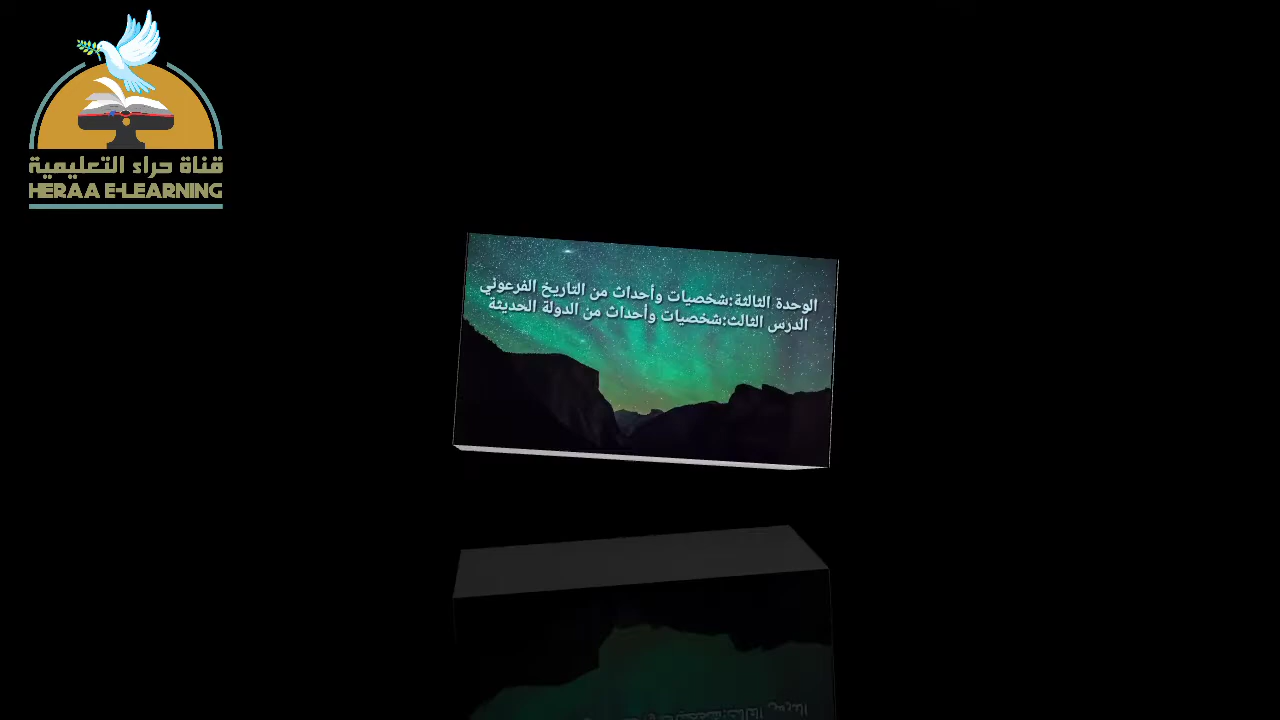 قناة حراء التعليمية
HERAA E-LEARNING
الوحدة الثالثة:شخصيات وأحداث من التاريخ الفرعوني
الدرس الثالث:شخصيات وأحداث من الدولة الحديثة